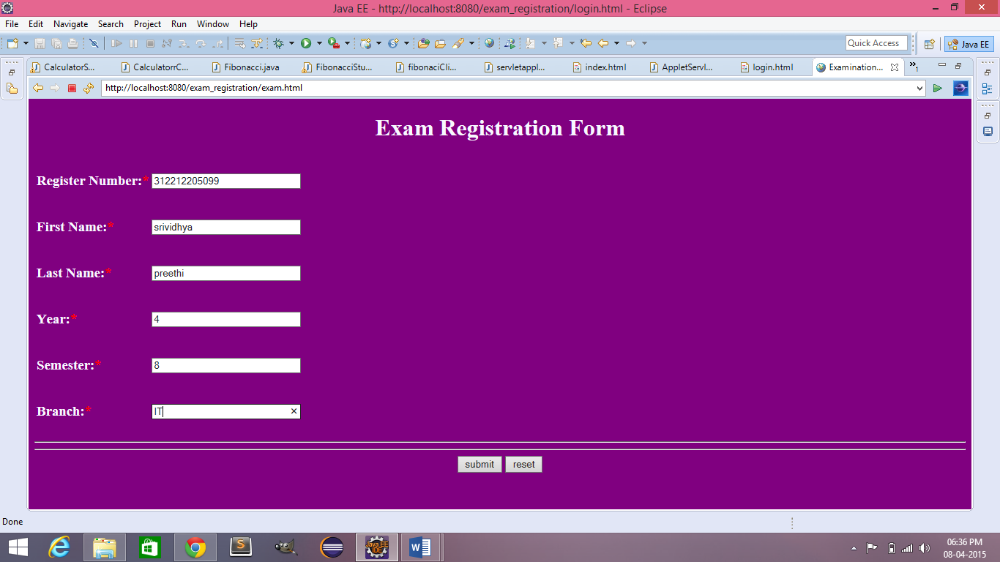 Java EE - http://localhost:8080/exam_registration/login.html - Eclipse
File Edit Navigate Search Project Run Window Help
Quick Access Java EE
CalculatorS... CalculatorrC... Fibonacci.java FibonacciStu... fibonaciCli... servletappl... index.html AppletServl... login.html Examination... »1
http://localhost:8080/exam_registration/exam.html
Exam Registration Form
Register Number:* 312212205099
First Name:* srividhya
Last Name:* preethi
Year:* 4
Semester:* 8
Branch:* IT
submit reset
Done
Java EE IDE
06:36 PM
08-04-2015